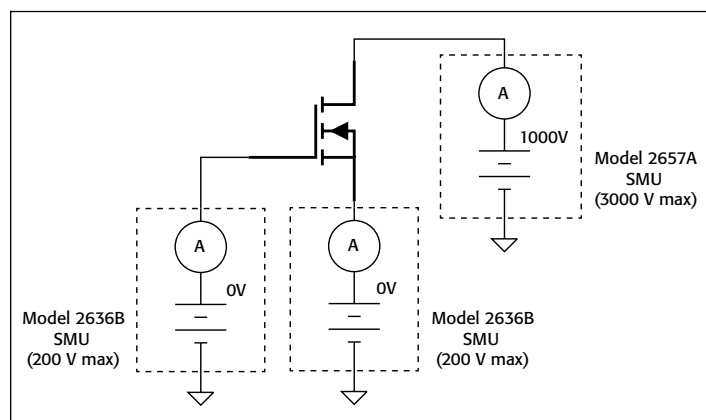 A
1000V
Model 2657A
SMU
(3000 V max)
A
0V
Model 2636B
SMU
(200 V max)
A
0V
Model 2636B
SMU
(200 V max)